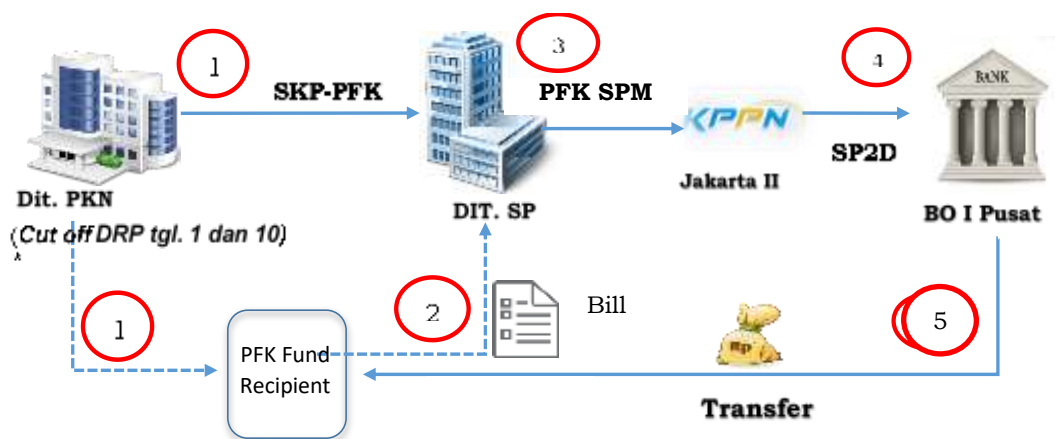 1
3
4
SKP-PFK
PFK SPM
BANK
KPPN
SP2D
Jakarta II
Dit. PKN
DIT. SP
BO I Pusat
(Cut off DRP tgl. 1 dan 10)
1
2
Bill
5
PFK Fund
Recipient
Rp
Transfer